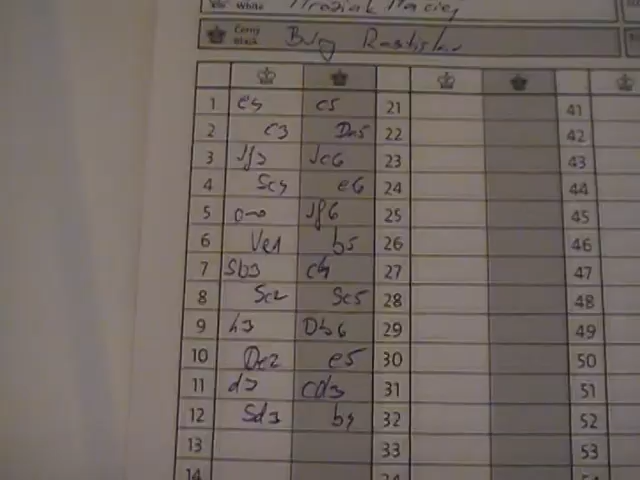 White
Czarny
Black
1 e4 c5 21 41
2 c3 Da5 22 42
3 Jf3 Jc6 23 43
4 Sc4 e6 24 44
5 0-0 Jf6 25 45
6 Ve1 b5 26 46
7 Sb3 c4 27 47
8 Sc2 Sc5 28 48
9 h3 Db6 29 49
10 De2 e5 30 50
11 d3 cd3 31 51
12 Sd3 b4 32 52
13 33 53
14